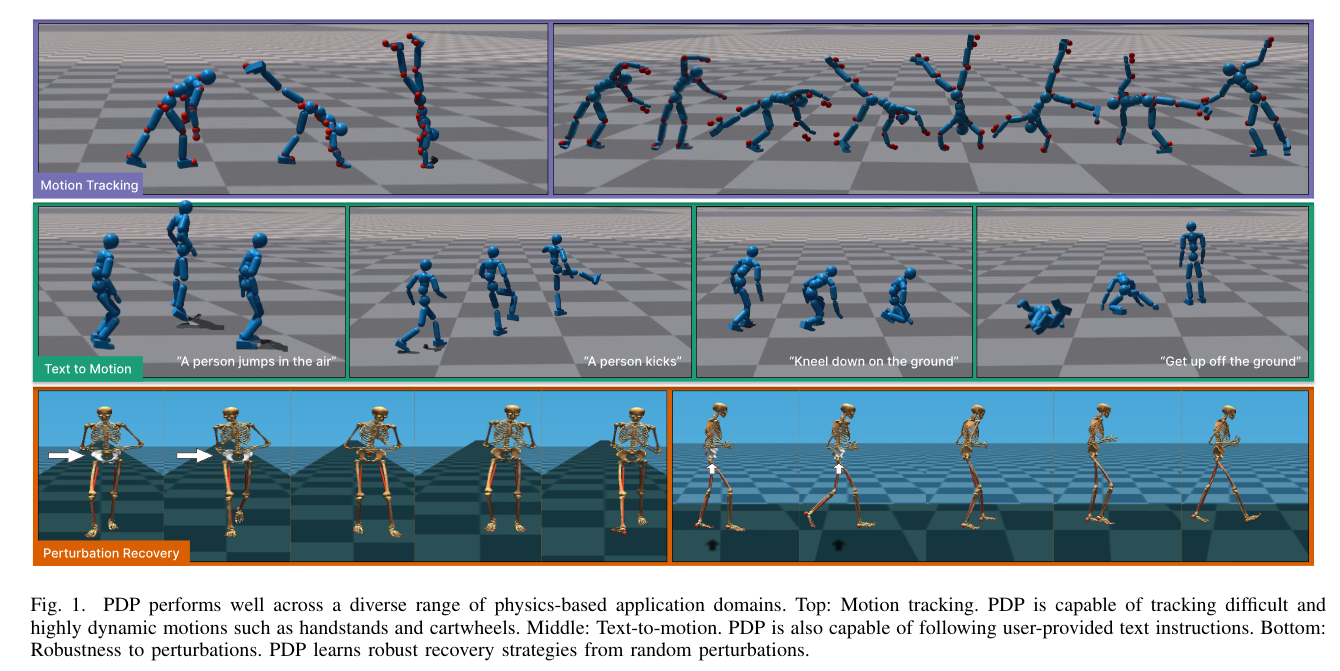 Motion Tracking
“A person jumps in the air”
“A person kicks”
“Kneel down on the ground”
“Get up off the ground”
Text to Motion
Perturbation Recovery
Fig. 1. PDP performs well across a diverse range of physics-based application domains. Top: Motion tracking. PDP is capable of tracking difficult and
highly dynamic motions such as handstands and cartwheels. Middle: Text-to-motion. PDP is also capable of following user-provided text instructions. Bottom:
Robustness to perturbations. PDP learns robust recovery strategies from random perturbations.